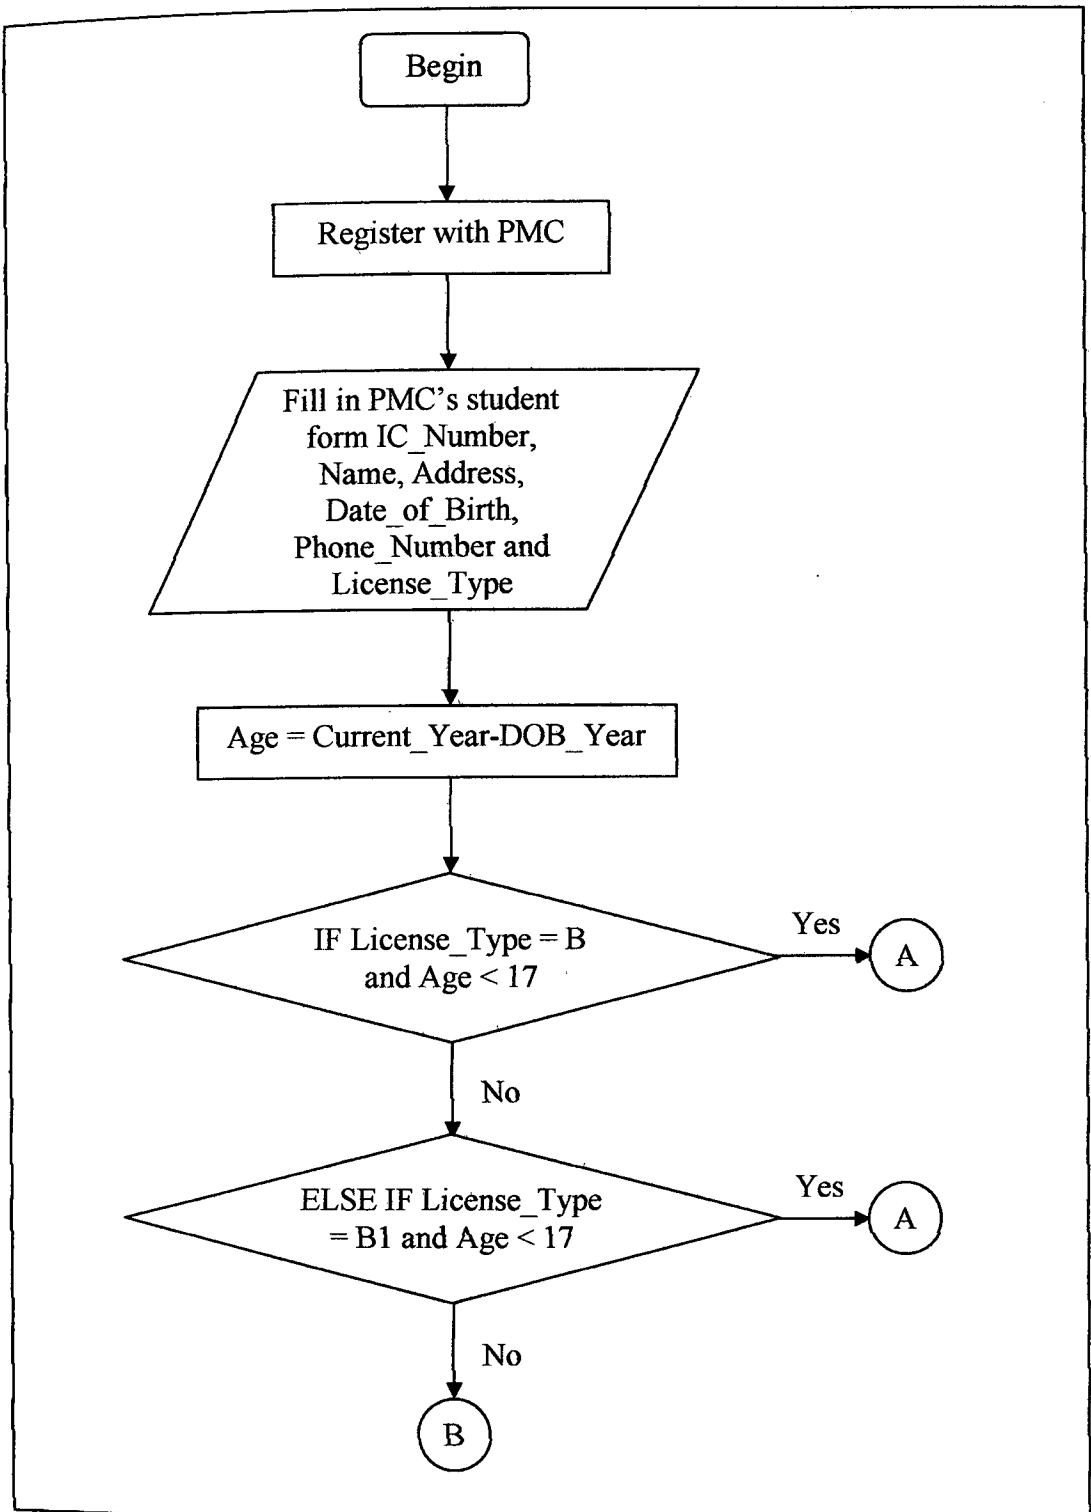 Begin
Register with PMC
Fill in PMC's student
form IC_Number,
Name, Address,
Date_of_Birth,
Phone_Number and
License_Type
Age = Current_Year-DOB_Year
IF License_Type = B
and Age < 17
Yes
A
No
ELSE IF License_Type
= B1 and Age < 17
Yes
A
No
B